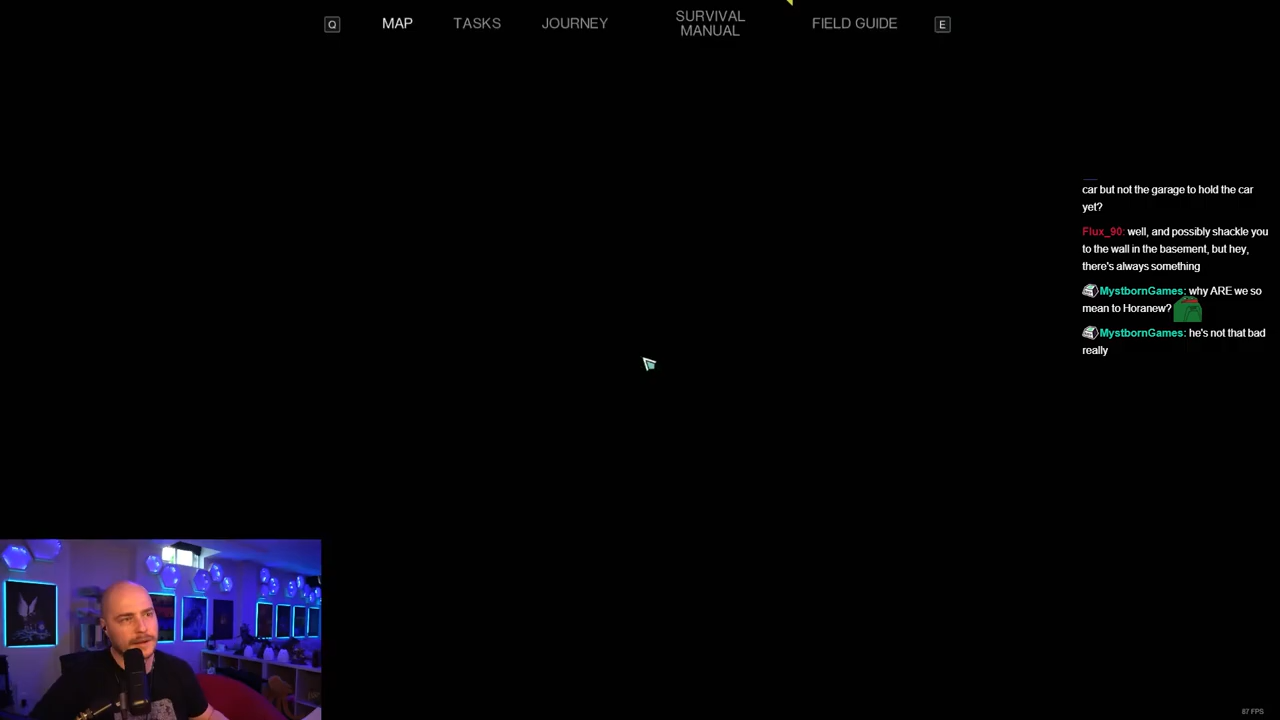 Q
MAP
TASKS
JOURNEY
SURVIVAL
MANUAL
FIELD GUIDE
E
car but not the garage to hold the car
yet?
Flux_90: well, and possibly shackle you
to the wall in the basement, but hey,
there's always something
MystbornGames: why ARE we so
mean to Horanew?
MystbornGames: he's not that bad
really
87 FPS